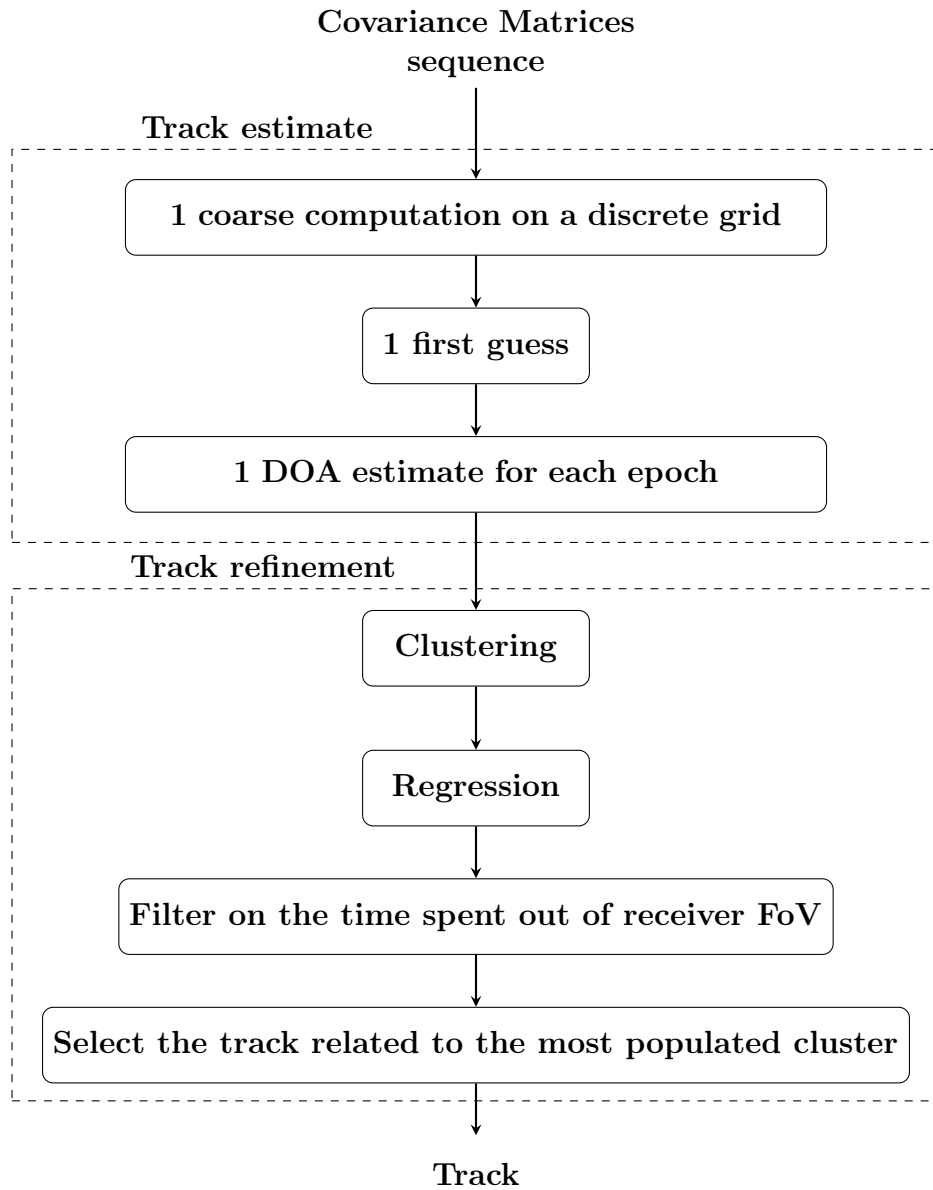 Covariance Matrices
sequence
Track estimate
1 coarse computation on a discrete grid
1 first guess
1 DOA estimate for each epoch
Track refinement
Clustering
Regression
Filter on the time spent out of receiver FoV
Select the track related to the most populated cluster
Track